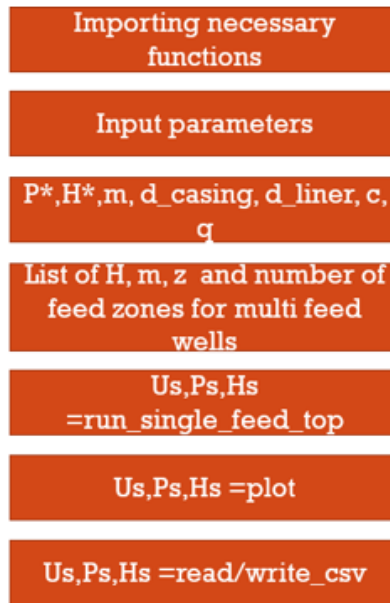 Importing necessary
functions
Input parameters
P*,H*,m, d_casing, d_liner, c,
q
List of H, m, z and number of
feed zones for multi feed
wells
Us,Ps,Hs
=run_single_feed_top
Us,Ps,Hs =plot
Us,Ps,Hs =read/write_csv